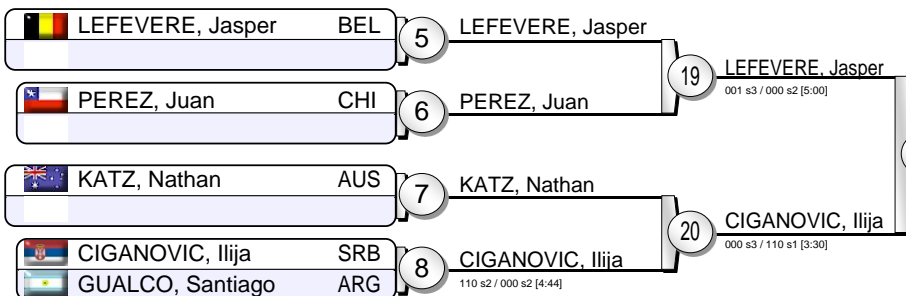 LEFEVERE, Jasper BEL
5
LEFEVERE, Jasper
19
LEFEVERE, Jasper
001 s3 / 000 s2 [5:00]
PEREZ, Juan CHI
6
PEREZ, Juan
KATZ, Nathan AUS
7
KATZ, Nathan
20
CIGANOVIC, Ilija
000 s3 / 110 s1 [3:30]
CIGANOVIC, Ilija SRB
GUALCO, Santiago ARG
8
CIGANOVIC, Ilija
110 s2 / 000 s2 [4:44]